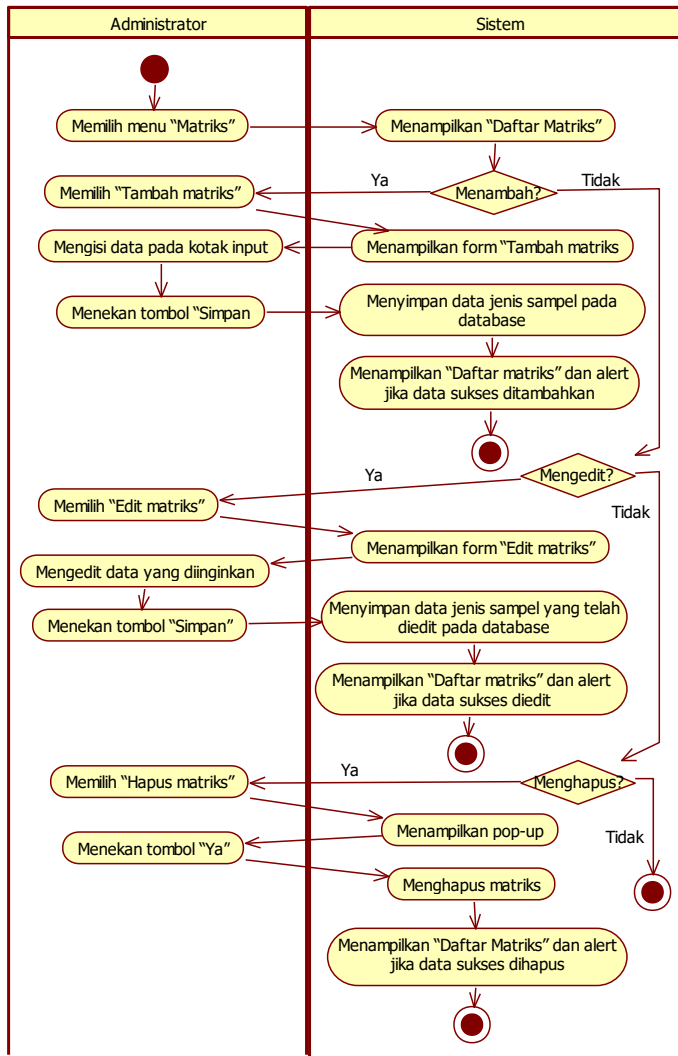 Administrator
Sistem
Memilih menu “Matriks”
Menampilkan “Daftar Matriks”
Menambah?
Ya
Tidak
Memilih “Tambah matriks”
Menampilkan form “Tambah matriks
Mengisi data pada kotak input
Menekan tombol “Simpan
Menyimpan data jenis sampel pada
database
Menampilkan “Daftar matriks” dan alert
jika data sukses ditambahkan
Mengedit?
Ya
Tidak
Memilih “Edit matriks”
Menampilkan form “Edit matriks”
Mengedit data yang diinginkan
Menekan tombol “Simpan”
Menyimpan data jenis sampel yang telah
diedit pada database
Menampilkan “Daftar matriks” dan alert
jika data sukses diedit
Menghapus?
Ya
Tidak
Memilih “Hapus matriks”
Menampilkan pop-up
Menekan tombol “Ya”
Menghapus matriks
Menampilkan “Daftar Matriks” dan alert
jika data sukses dihapus